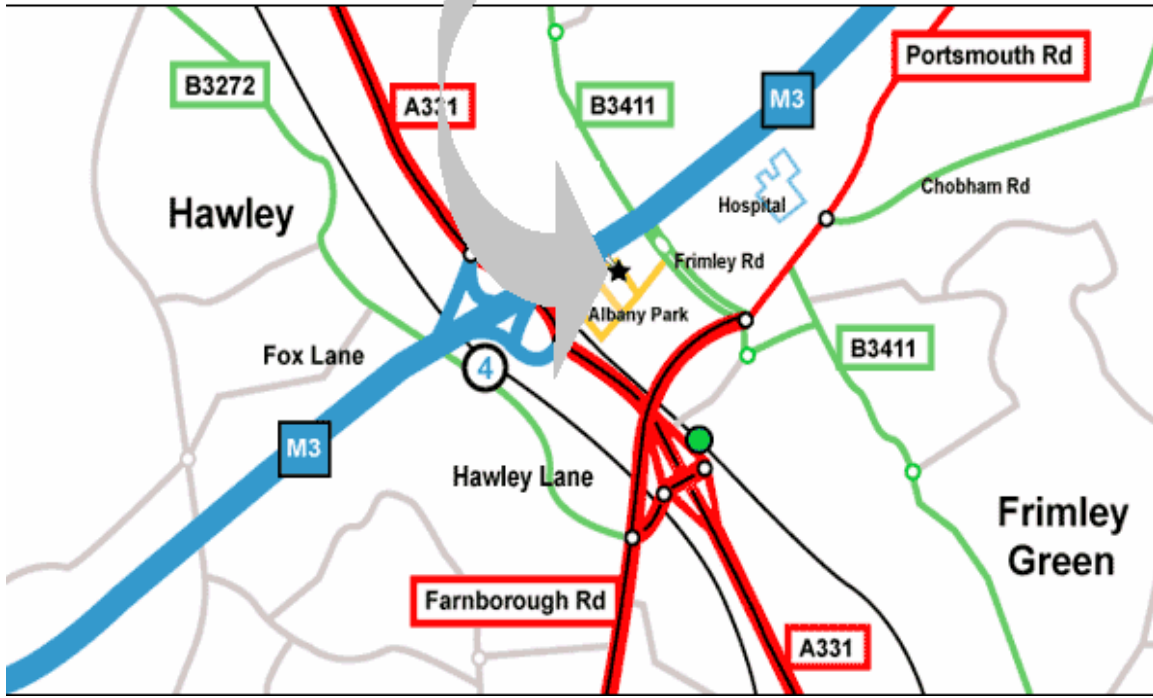 Portsmouth Rd
B3272
M3
A331
B3411
Chobham Rd
Hospital
Hawley
Frimley Rd
Albany Park
Fox Lane
B3411
4
M3
Hawley Lane
Frimley
Green
Farnborough Rd
A331